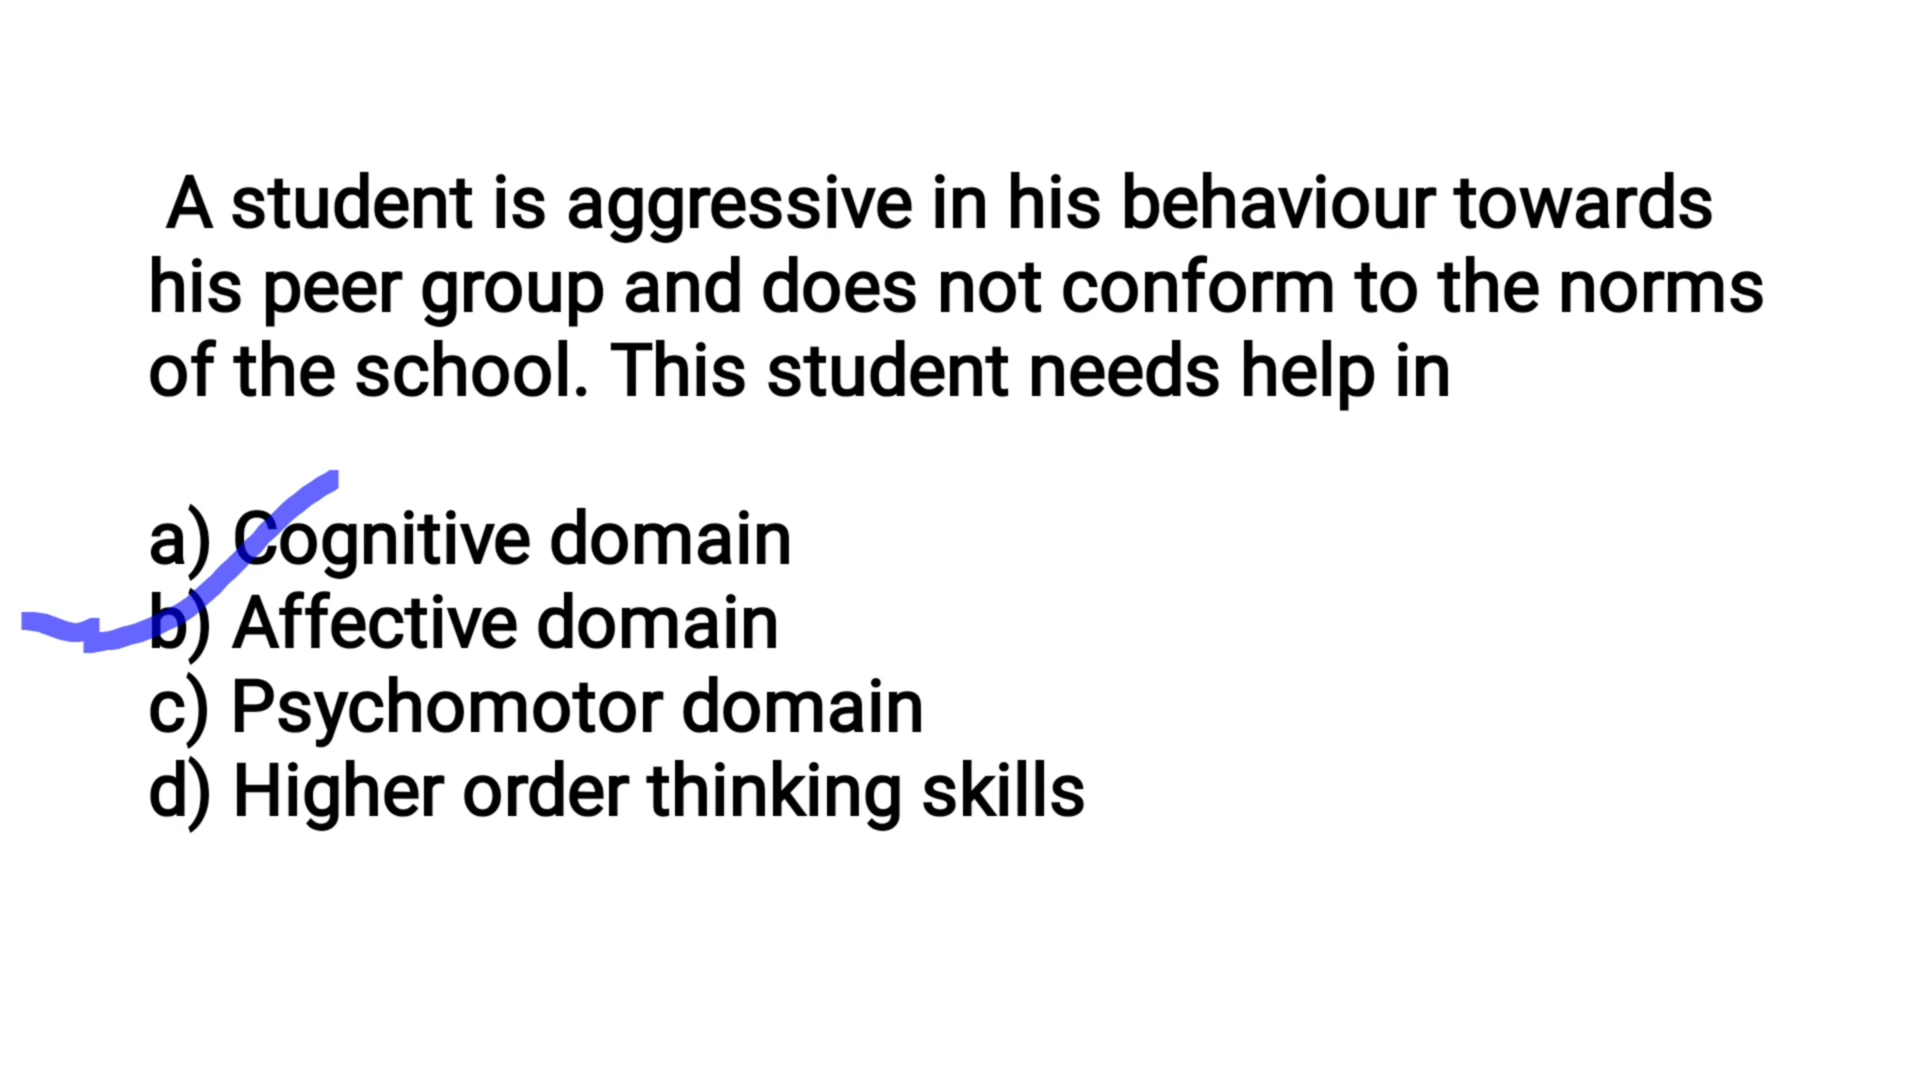 A student is aggressive in his behaviour towards
his peer group and does not conform to the norms
of the school. This student needs help in
a) Cognitive domain
b) Affective domain
c) Psychomotor domain
d) Higher order thinking skills